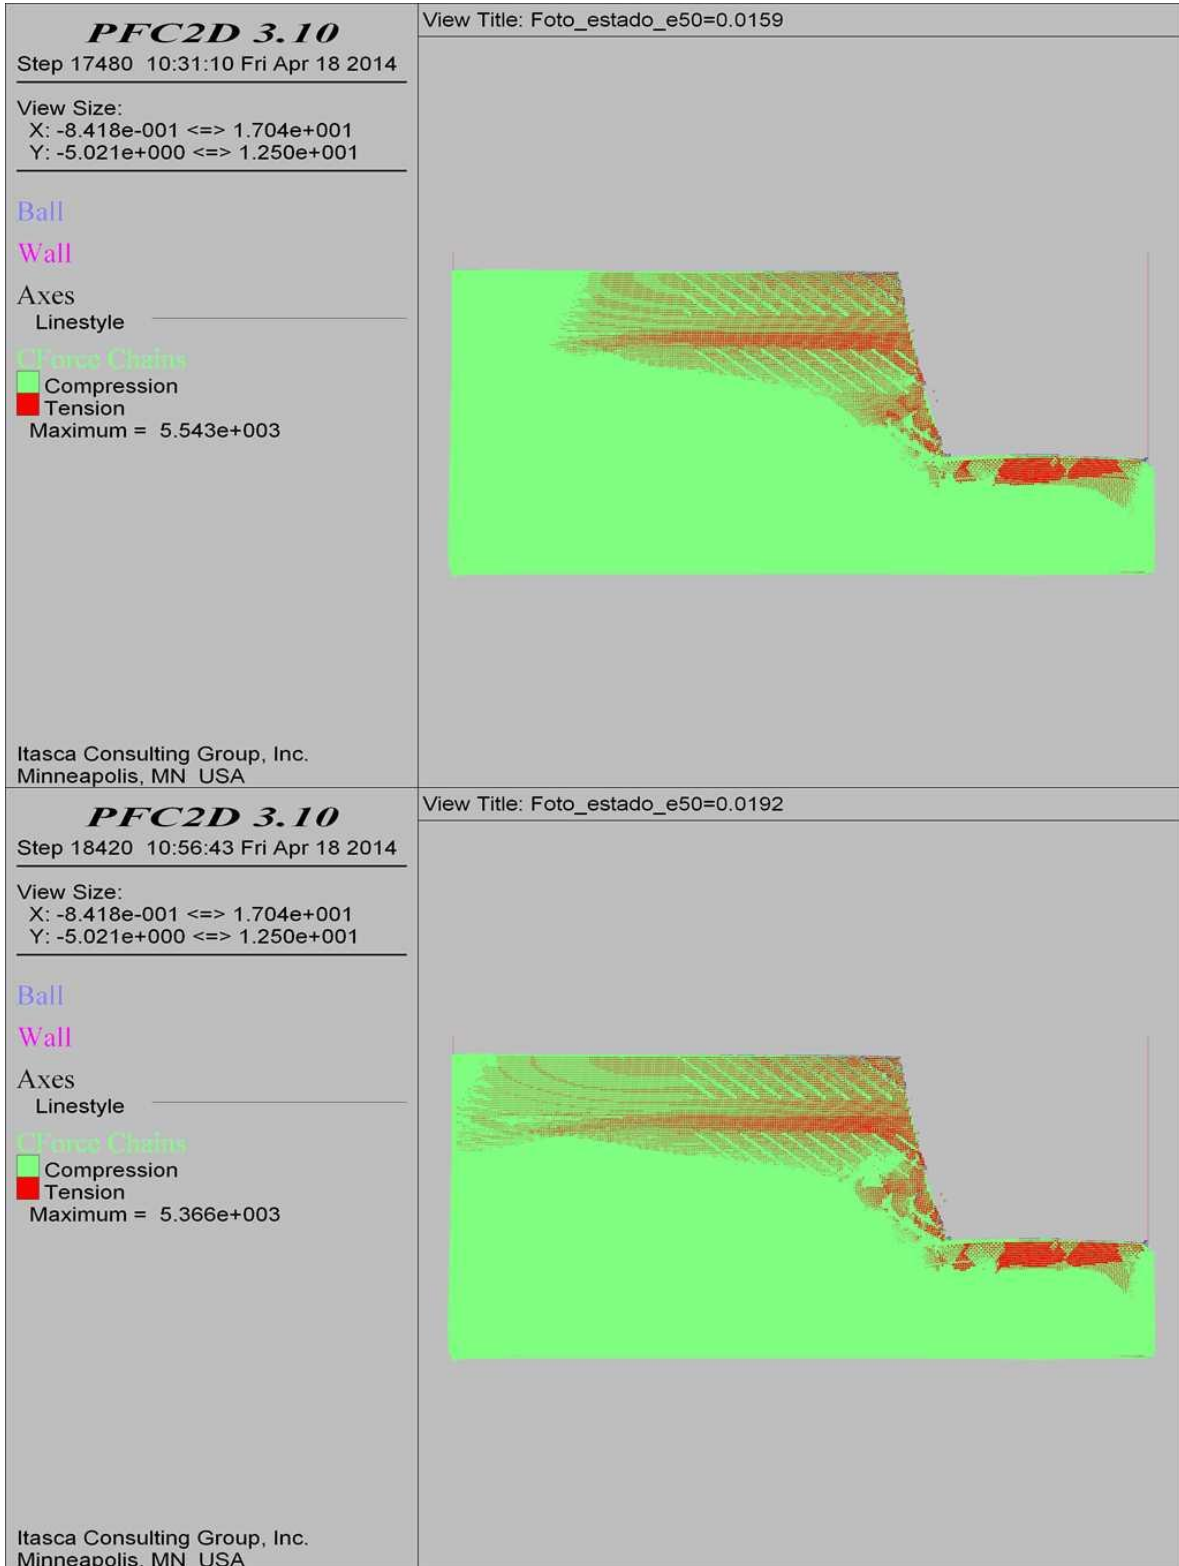 PFC2D 3.10
Step 17480 10:31:10 Fri Apr 18 2014
View Size:
X: -8.418e-001 <=> 1.704e+001
Y: -5.021e+000 <=> 1.250e+001
Ball
Wall
Axes
Linestyle
CForce Chains
Compression
Tension
Maximum = 5.543e+003
Itasca Consulting Group, Inc.
Minneapolis, MN USA
View Title: Foto_estado_e50=0.0159
PFC2D 3.10
Step 18420 10:56:43 Fri Apr 18 2014
View Size:
X: -8.418e-001 <=> 1.704e+001
Y: -5.021e+000 <=> 1.250e+001
Ball
Wall
Axes
Linestyle
CForce Chains
Compression
Tension
Maximum = 5.366e+003
Itasca Consulting Group, Inc.
Minneapolis, MN USA
View Title: Foto_estado_e50=0.0192